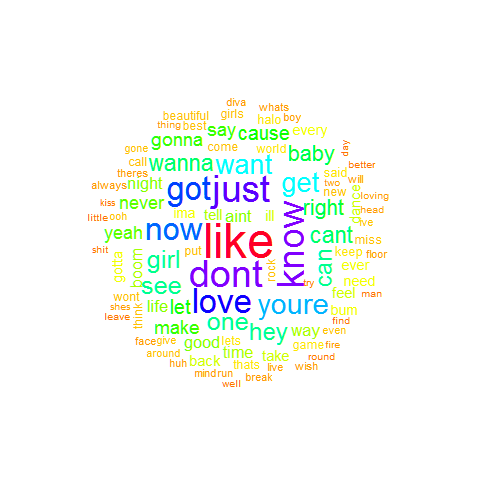 diva
whats
beautiful girls halo boy
thing best say cause every
gonna come world day
gone wanna want baby
call said better
theres night got just get two will
always new dance loving
kiss never ima tell aint ill right head
little ooh ive
yeah now like know cant miss
shit put keep floor
gotta boom girl dont rock can ever
see try need man
wont life let love youre feel
shes bum
leave think make one hey way find
even
face give good lets game fire
around back time take round
huh thats live wish
mind run break
well